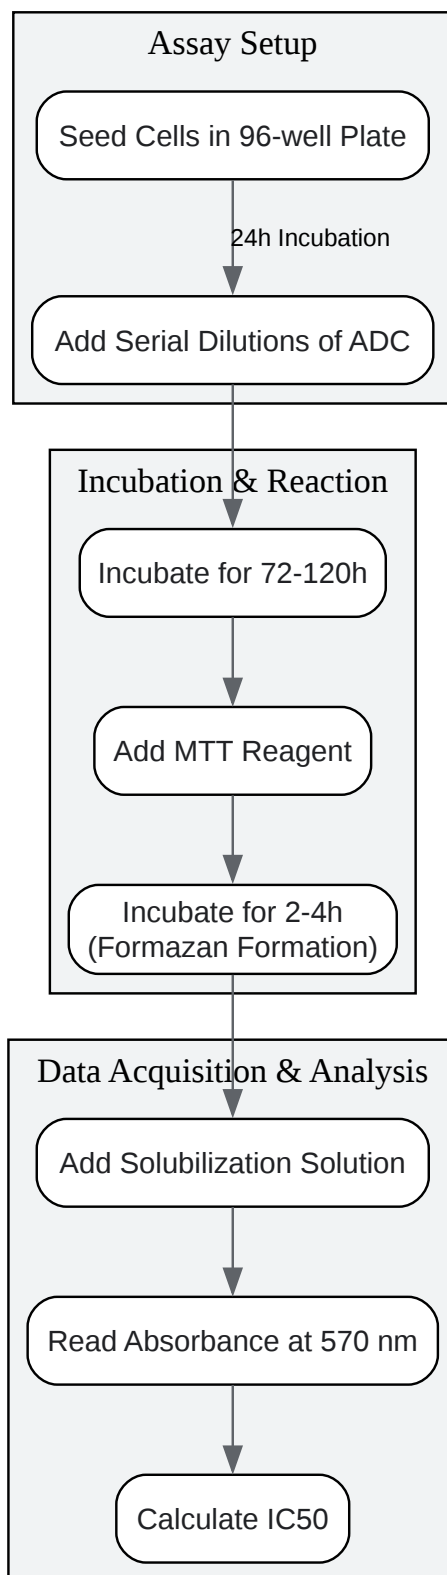 Assay Setup
Seed Cells in 96-well Plate
24h Incubation
Add Serial Dilutions of ADC
Incubation & Reaction
Incubate for 72-120h
Add MTT Reagent
Incubate for 2-4h
(Formazan Formation)
Data Acquisition & Analysis
Add Solubilization Solution
Read Absorbance at 570 nm
Calculate IC50